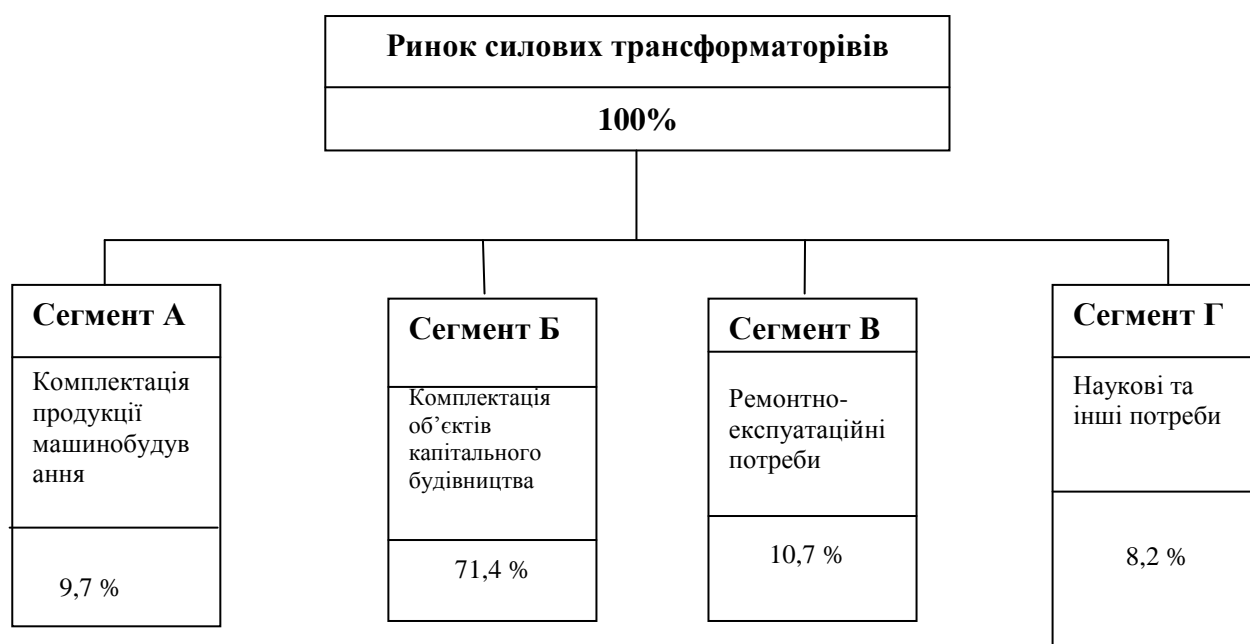 Ринок силових трансформаторівів
100%
Сегмент А
Комплектація
продукції
машинобудув
ання
9,7 %
Сегмент Б
Комплектація
об’єктів
капітального
будівництва
71,4 %
Сегмент В
Ремонтно-
експуатаційні
потреби
10,7 %
Сегмент Г
Наукові та
інші потреби
8,2 %